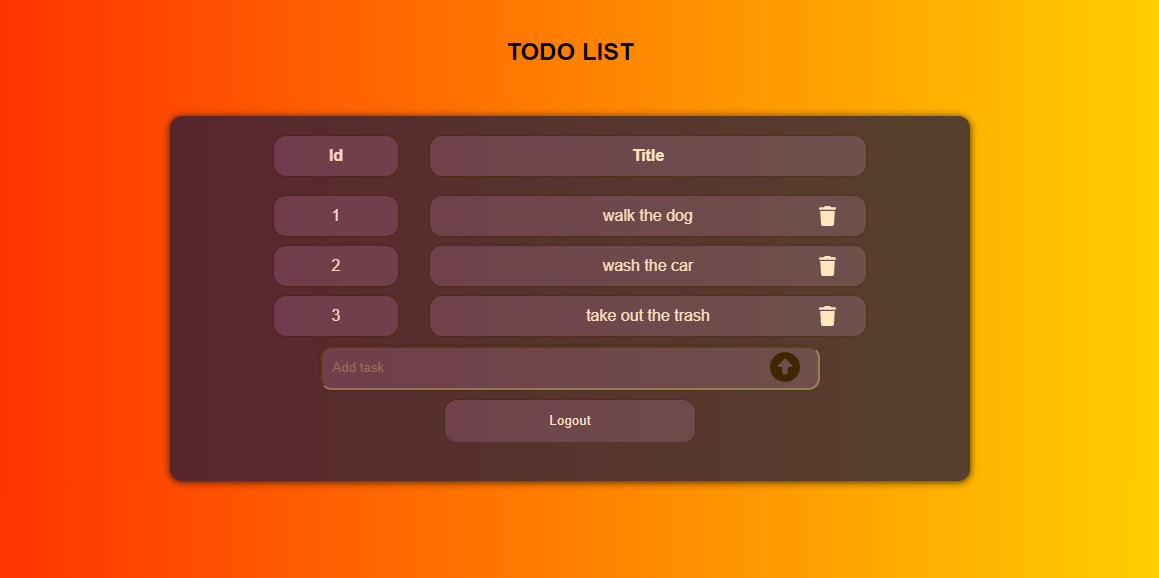 TODO LIST
Id Title
1 walk the dog
2 wash the car
3 take out the trash
Add task
Logout